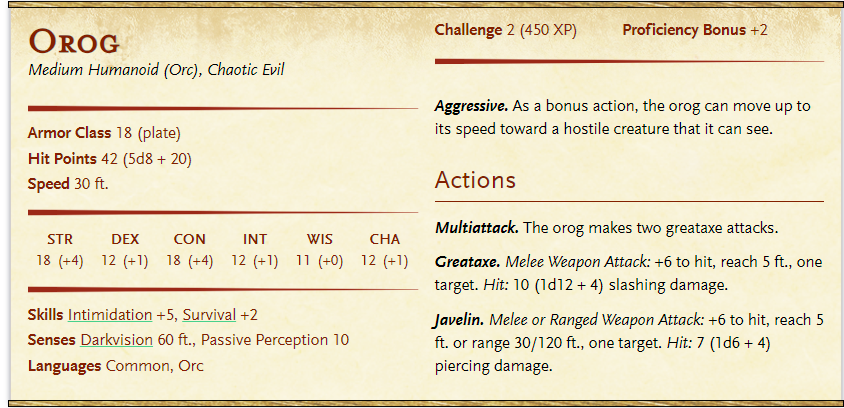 Orog
Medium Humanoid (Orc), Chaotic Evil
Armor Class 18 (plate)
Hit Points 42 (5d8 + 20)
Speed 30 ft.
STR DEX CON INT WIS CHA
18 (+4) 12 (+1) 18 (+4) 12 (+1) 11 (+0) 12 (+1)
Skills Intimidation +5, Survival +2
Senses Darkvision 60 ft., Passive Perception 10
Languages Common, Orc
Challenge 2 (450 XP) Proficiency Bonus +2
Aggressive. As a bonus action, the orog can move up to
its speed toward a hostile creature that it can see.
Actions
Multiattack. The orog makes two greataxe attacks.
Greataxe. Melee Weapon Attack: +6 to hit, reach 5 ft., one
target. Hit: 10 (1d12 + 4) slashing damage.
Javelin. Melee or Ranged Weapon Attack: +6 to hit, reach 5
ft. or range 30/120 ft., one target. Hit: 7 (1d6 + 4)
piercing damage.